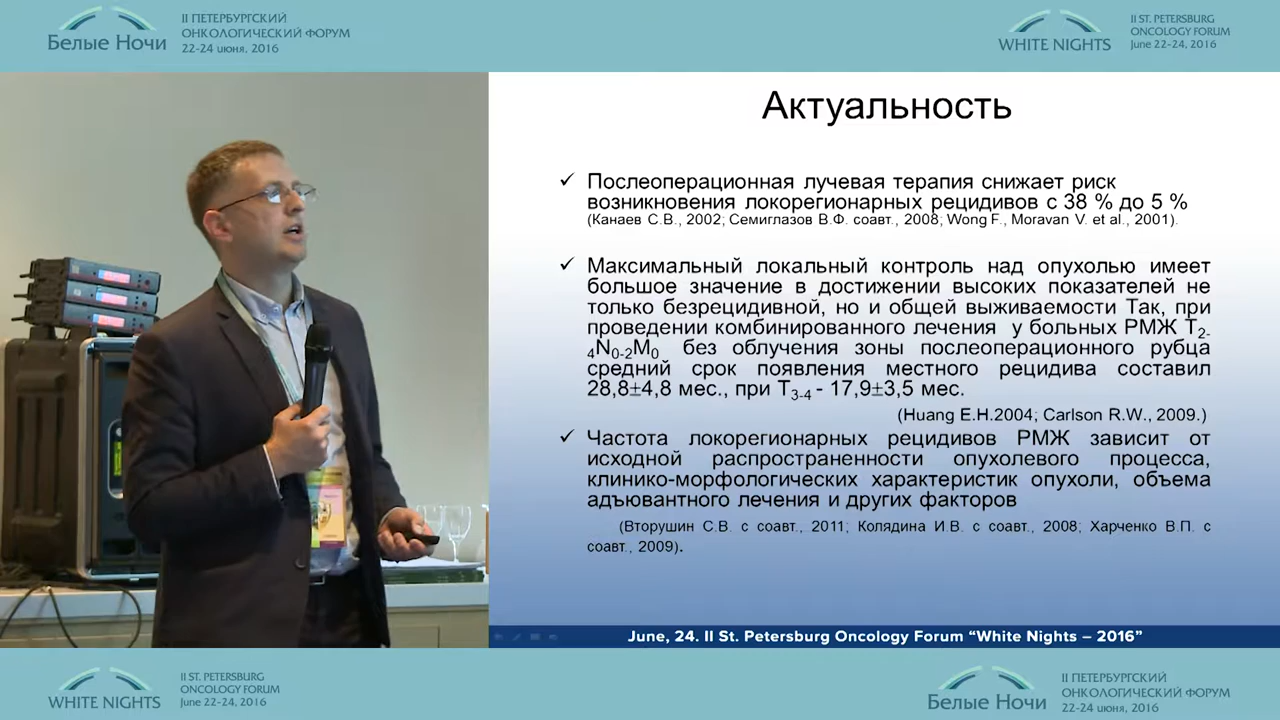 Белые Ночи
II ПЕТЕРБУРГСКИЙ
ОНКОЛОГИЧЕСКИЙ ФОРУМ
22-24 июня, 2016
WHITE NIGHTS
II ST. PETERSBURG
ONCOLOGY FORUM
June 22-24, 2016
Актуальность
✓ Послеоперационная лучевая терапия снижает риск
возникновения локорегионарных рецидивов с 38 % до 5 %
(Канаев С.В., 2002; Семиглазов В.Ф. соавт., 2008; Wong F., Moravan V. et al., 2001).
✓ Максимальный локальный контроль над опухолью имеет
большое значение в достижении высоких показателей не
только безрецидивной, но и общей выживаемости Так, при
проведении комбинированного лечения у больных РМЖ T2-
4N0-2M0 без облучения зоны послеоперационного рубца
средний срок появления местного рецидива составил
28,8±4,8 мес., при T3-4 - 17,9±3,5 мес.
(Huang E.H.2004; Carlson R.W., 2009.)
✓ Частота локорегионарных рецидивов РМЖ зависит от
исходной распространенности опухолевого процесса,
клинико-морфологических характеристик опухоли, объема
адъювантного лечения и других факторов
(Вторушин С.В. с соавт., 2011; Колядина И.В. с соавт., 2008; Харченко В.П. с
соавт., 2009).
June, 24. II St. Petersburg Oncology Forum “White Nights – 2016”
WHITE NIGHTS
II ST. PETERSBURG
ONCOLOGY FORUM
June 22-24, 2016
Белые Ночи
II ПЕТЕРБУРГСКИЙ
ОНКОЛОГИЧЕСКИЙ ФОРУМ
22-24 июня, 2016